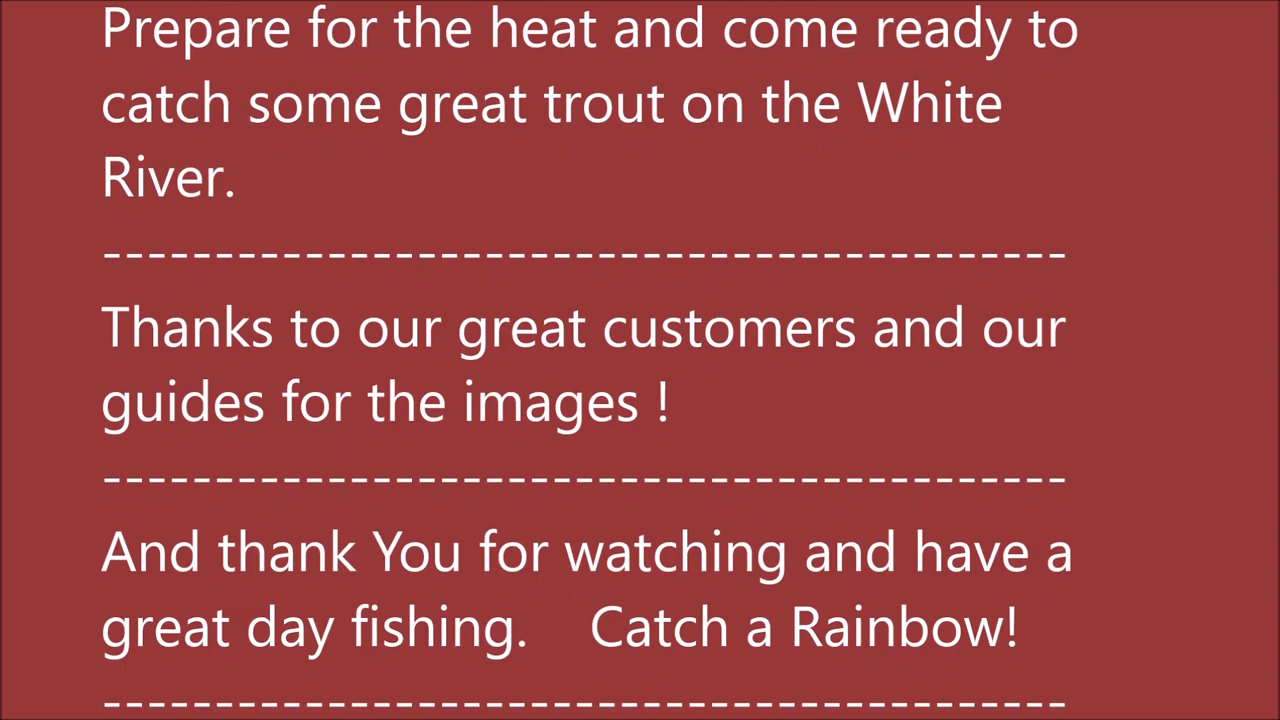 Prepare for the heat and come ready to
catch some great trout on the White
River.
-------------------------------------------
Thanks to our great customers and our
guides for the images !
-------------------------------------------
And thank You for watching and have a
great day fishing.    Catch a Rainbow!
-------------------------------------------